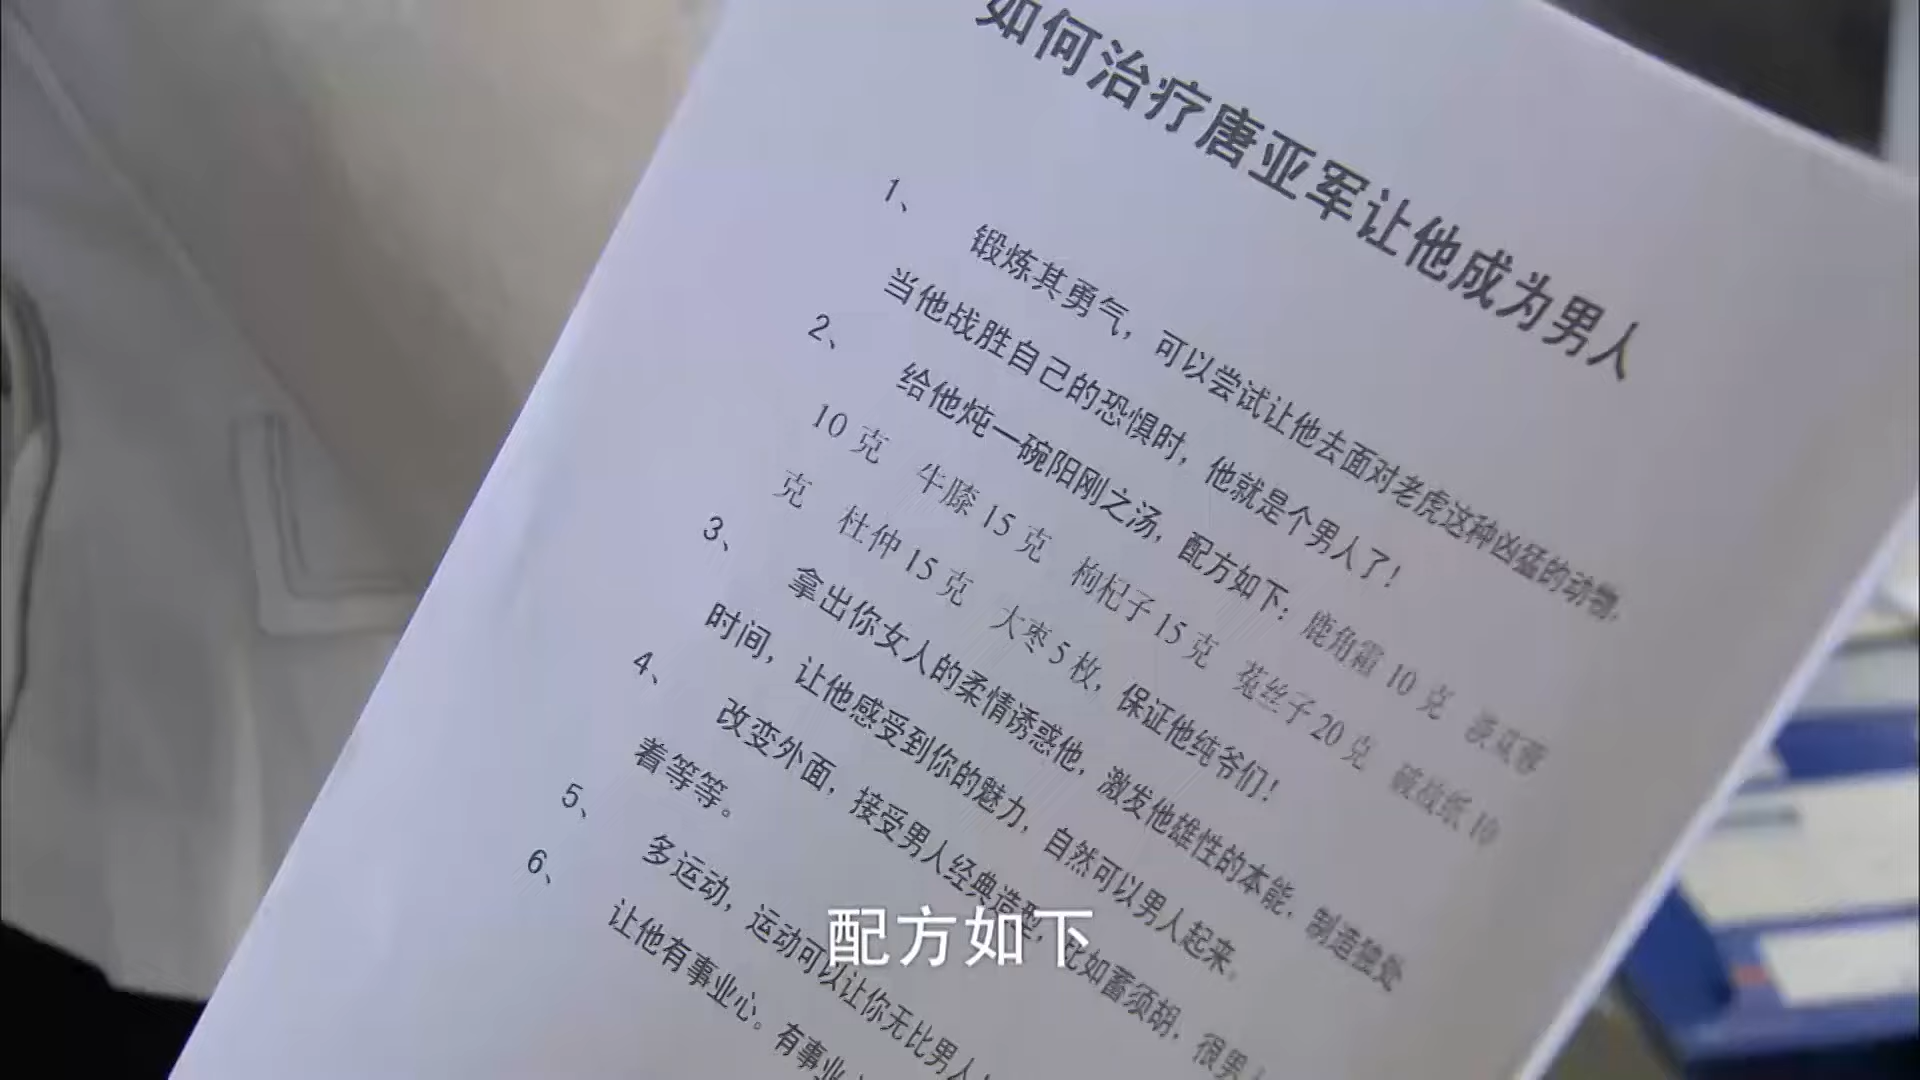 如何治疗唐亚军让他成为男人
1、
锻炼其勇气，可以尝试让他去面对老虎这种凶猛的动物，
当他战胜自己的恐惧时，他就是个男人了！
2、
给他炖一碗阳刚之汤，配方如下：鹿角霜 10 克
10 克 牛膝 15 克 枸杞子 15 克 菟丝子 20 克 破故纸 10
克 杜仲 15 克 大枣 5 枚，保证他纯爷们！
3、
拿出你女人的柔情诱惑他，激发他雄性的本能，制造独处
时间，让他感受到你的魅力，自然可以男人起来。
4、
改变外面，接受男人经典造型，比如蓄须胡，很男
着等等。
5、
多运动，运动可以让你无比男人
6、
让他有事业心。有事业
配方如下